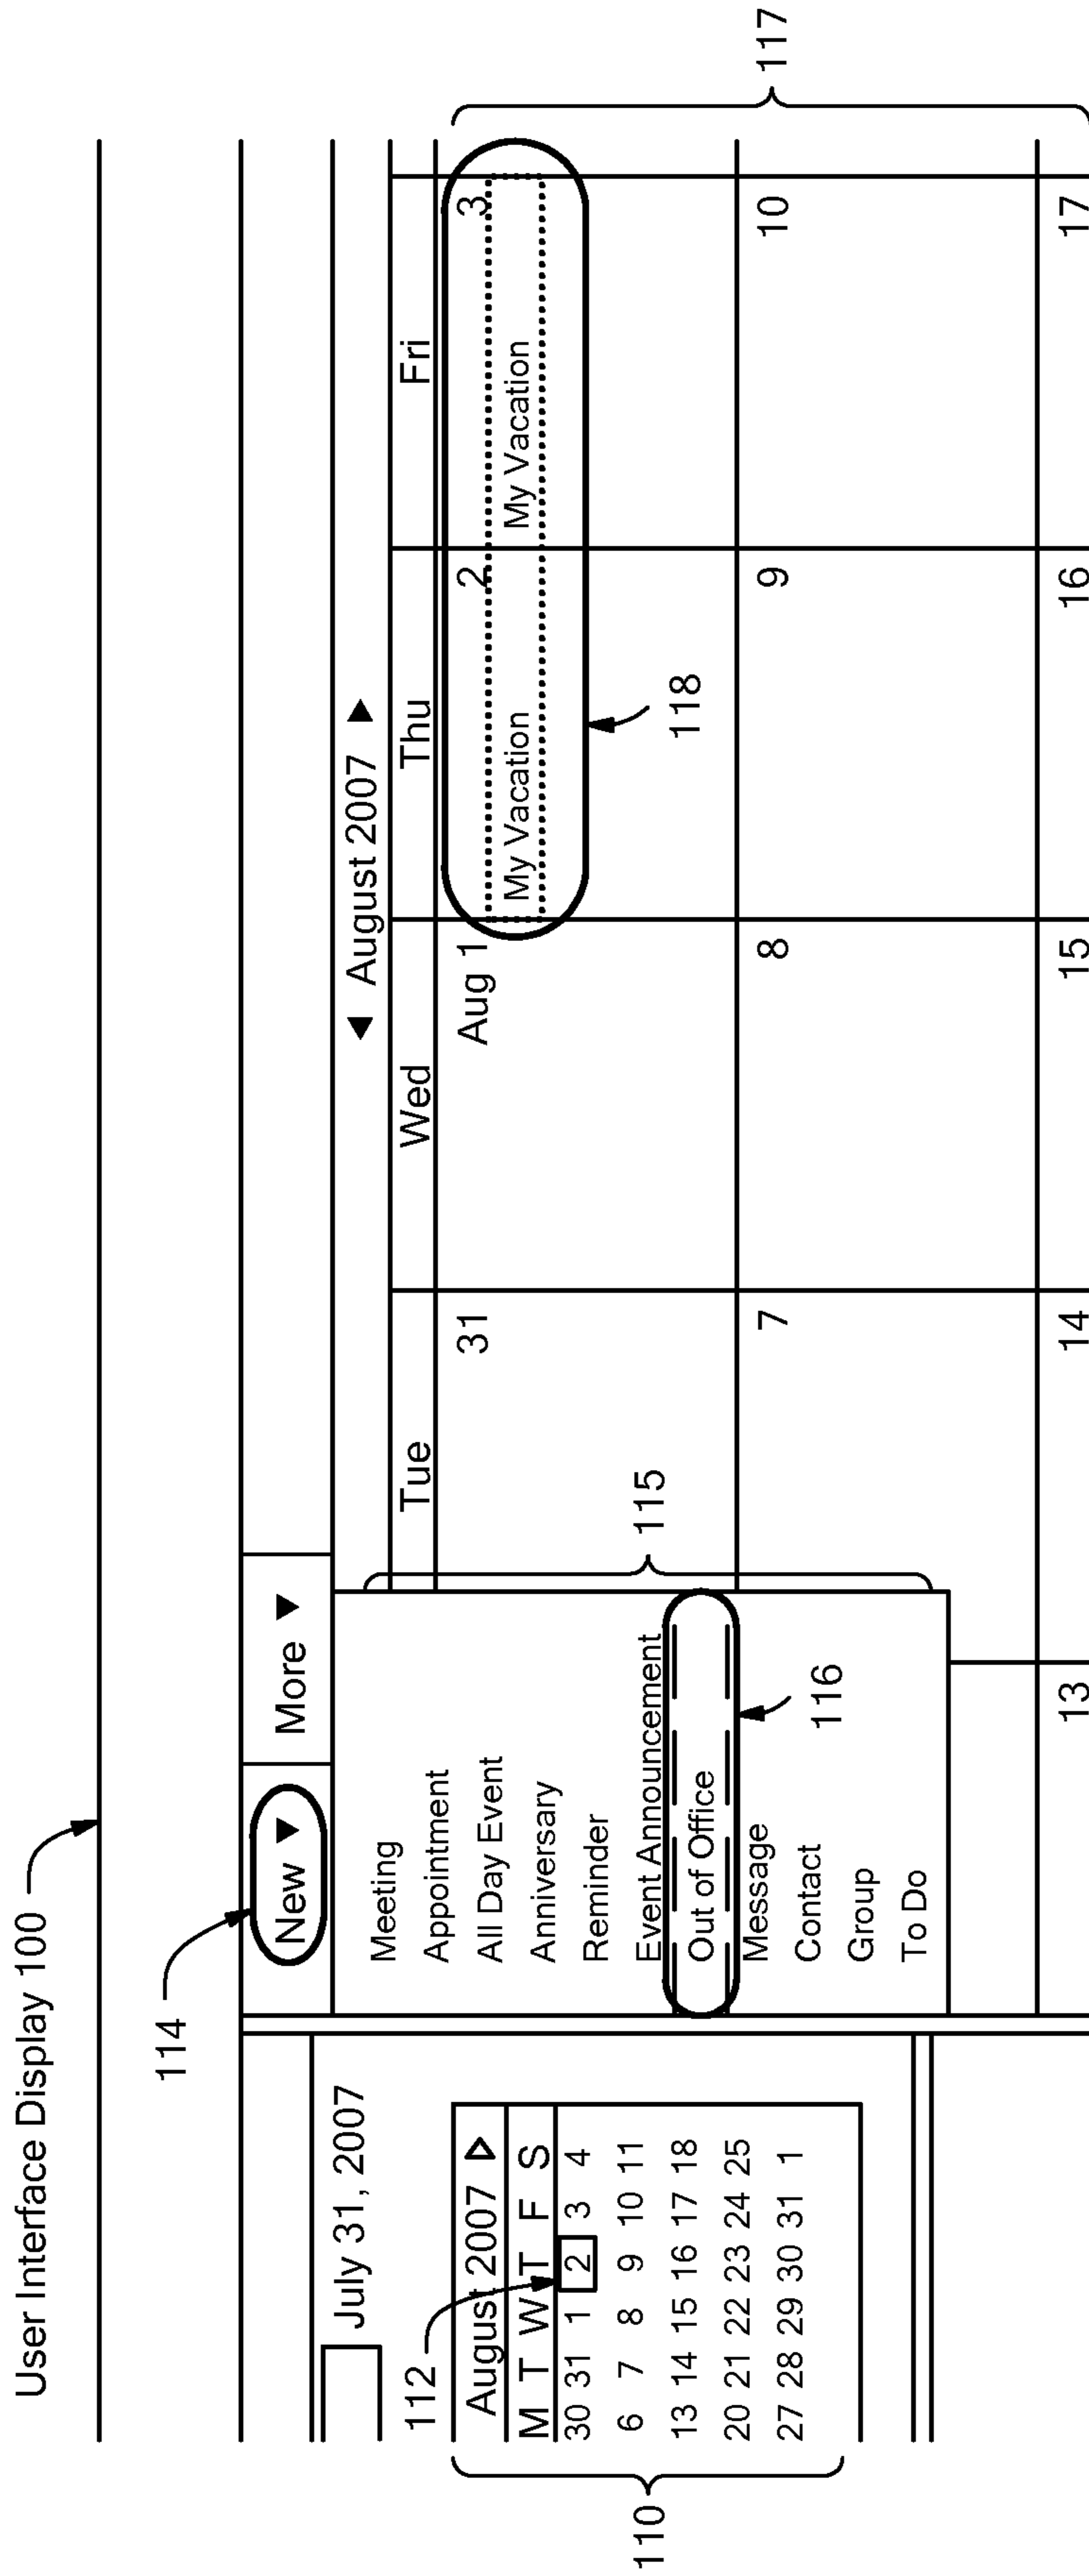 User Interface Display 100
114
New ▼ More ▼
July 31, 2007
◀ August 2007 ▶
112
110
August 2007 ▷
M T W T F S
30 31 1 2 3 4
6 7 8 9 10 11
13 14 15 16 17 18
20 21 22 23 24 25
27 28 29 30 31 1
Meeting
Appointment
All Day Event
Anniversary
Reminder
Event Announcement
Out of Office
Message
Contact
Group
To Do
115
116
Tue Wed Thu Fri
31 Aug 1 2 3
My Vacation My Vacation
118
117
7 8 9 10
13 14 15 16 17